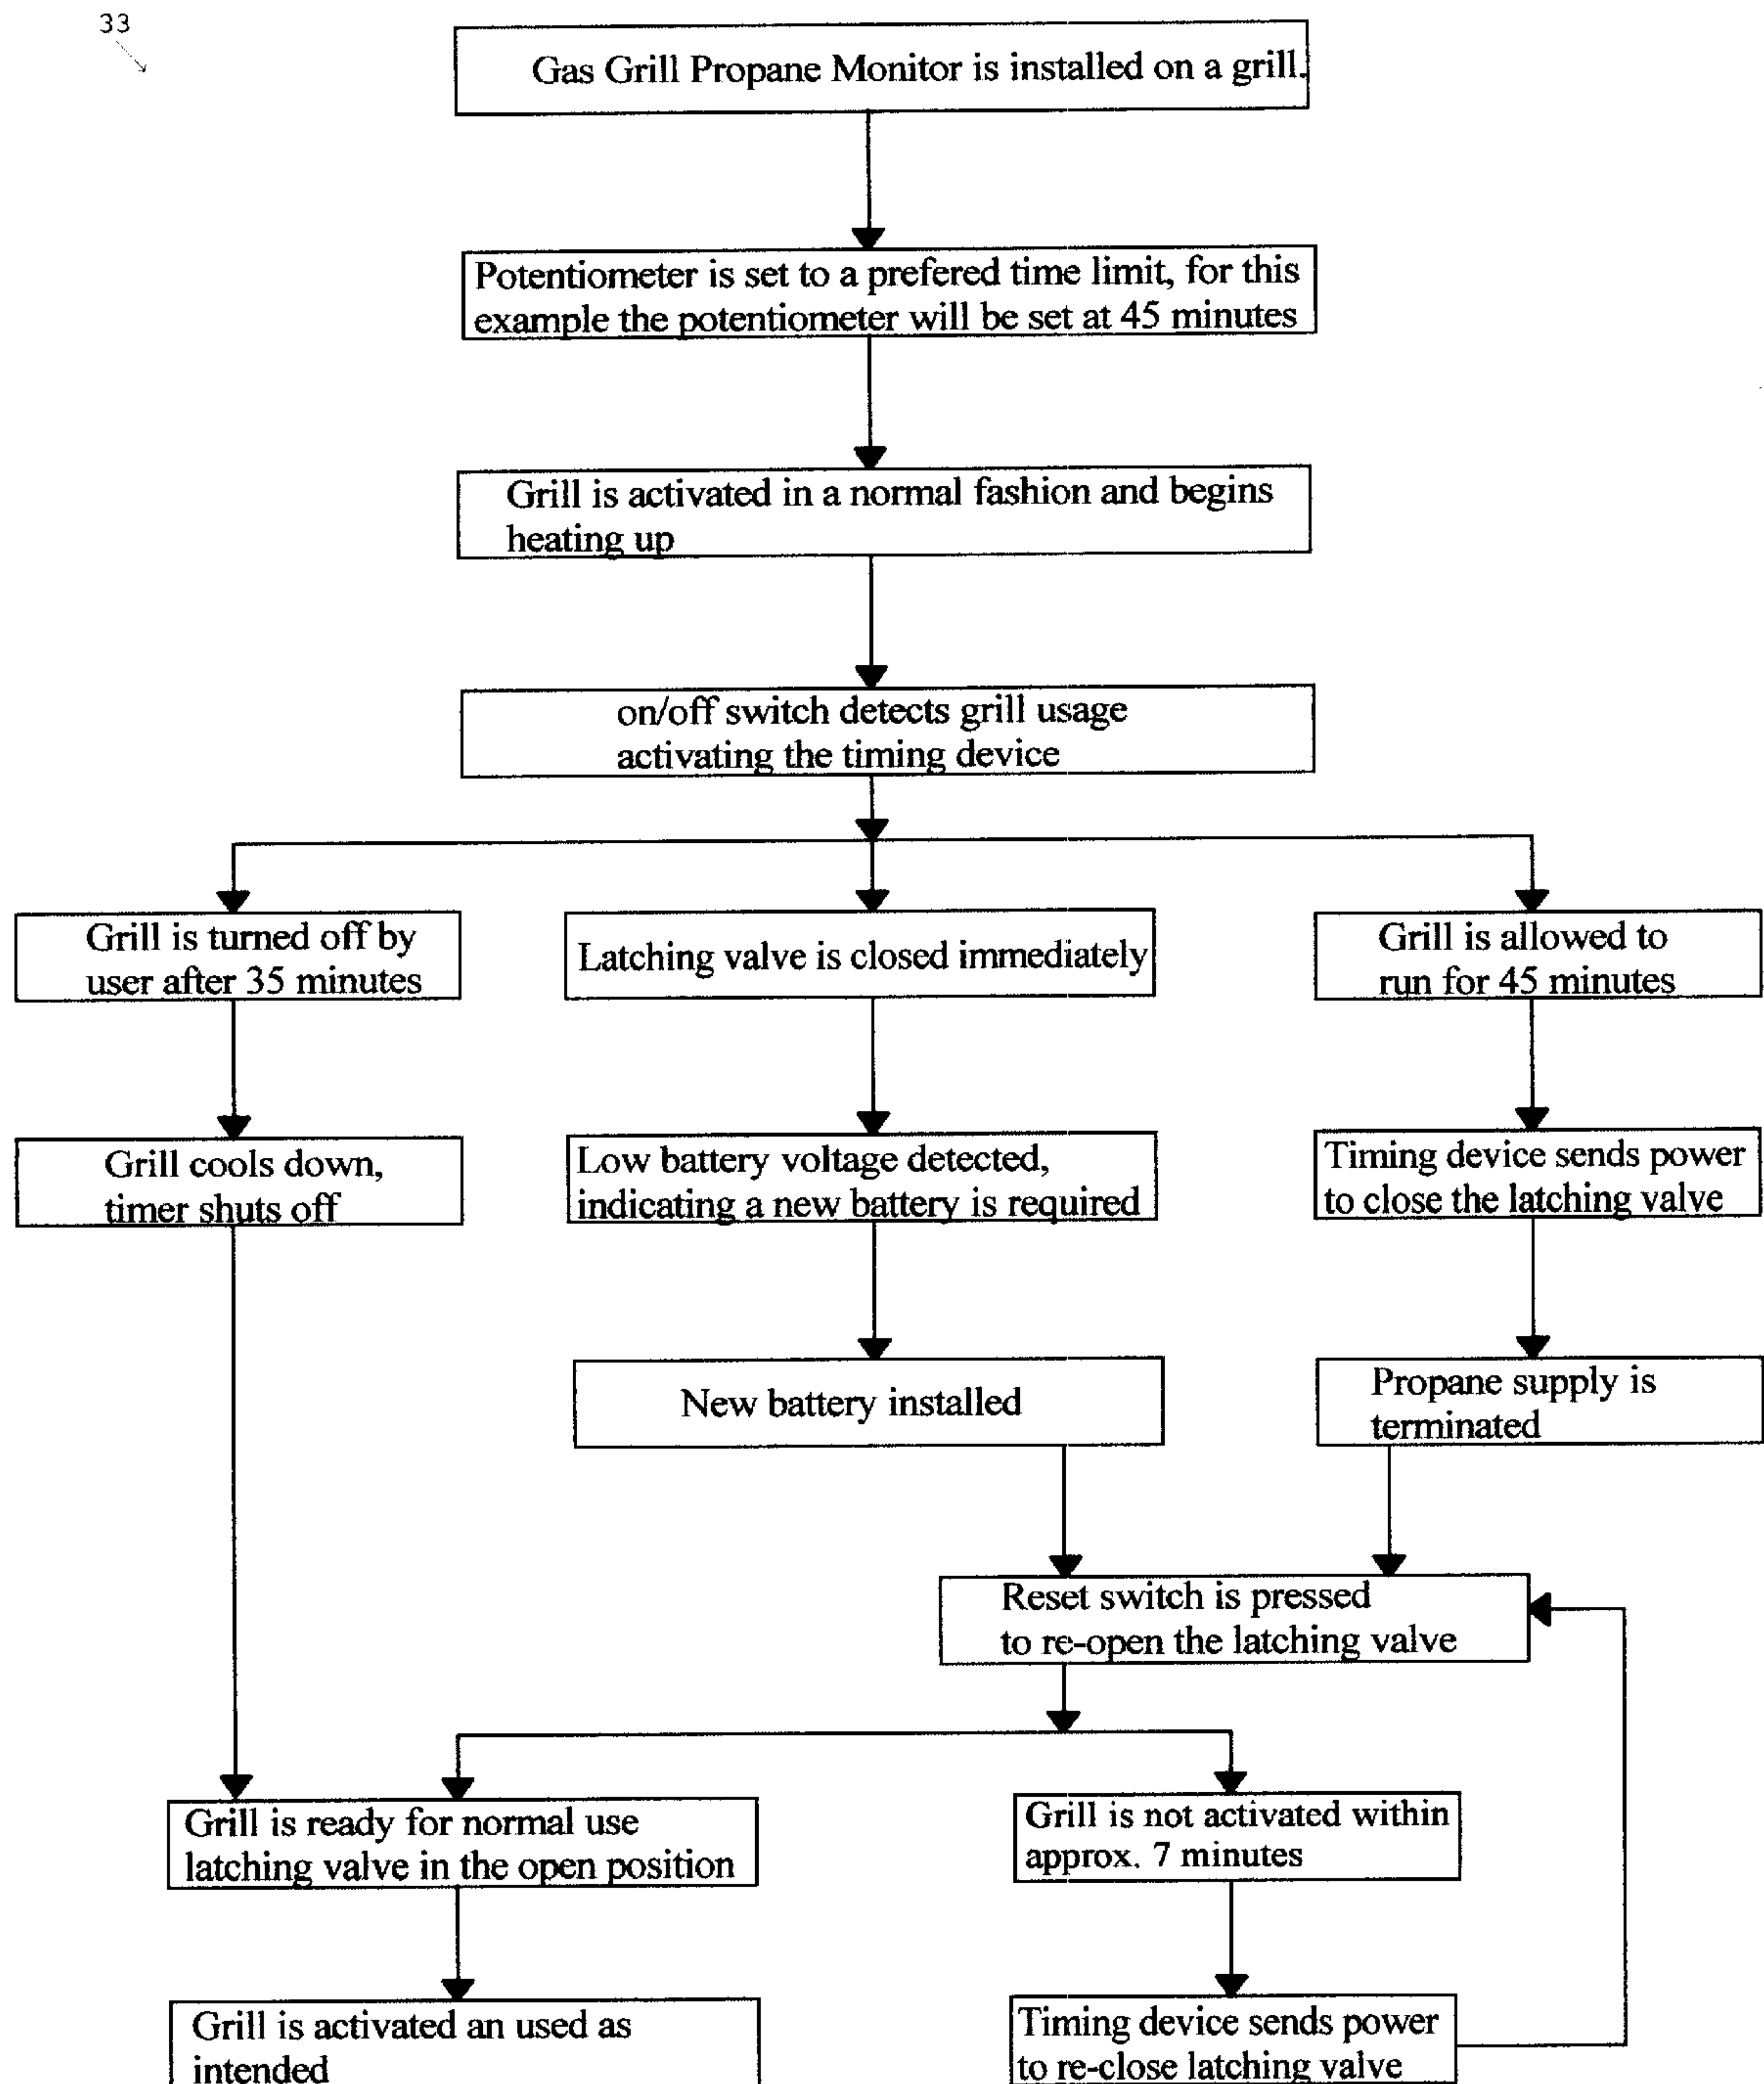 33
Gas Grill Propane Monitor is installed on a grill.
Potentiometer is set to a prefered time limit, for this
example the potentiometer will be set at 45 minutes
Grill is activated in a normal fashion and begins
heating up
on/off switch detects grill usage
activating the timing device
Grill is turned off by
user after 35 minutes
Latching valve is closed immediately
Grill is allowed to
run for 45 minutes
Grill cools down,
timer shuts off
Low battery voltage detected,
indicating a new battery is required
Timing device sends power
to close the latching valve
New battery installed
Propane supply is
terminated
Reset switch is pressed
to re-open the latching valve
Grill is ready for normal use
latching valve in the open position
Grill is not activated within
approx. 7 minutes
Grill is activated an used as
intended
Timing device sends power
to re-close latching valve